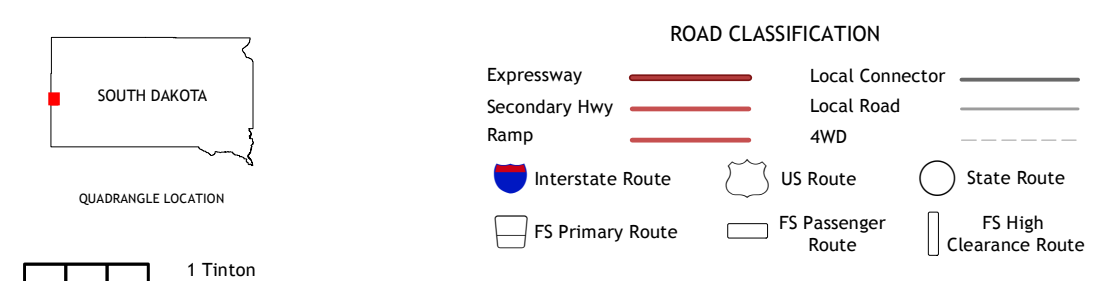 SOUTH DAKOTA
QUADRANGLE LOCATION
1 Tinton
ROAD CLASSIFICATION
Expressway
Local Connector
Secondary Hwy
Local Road
Ramp
4WD
Interstate Route
US Route
State Route
FS Primary Route
FS Passenger
Route
FS High
Clearance Route